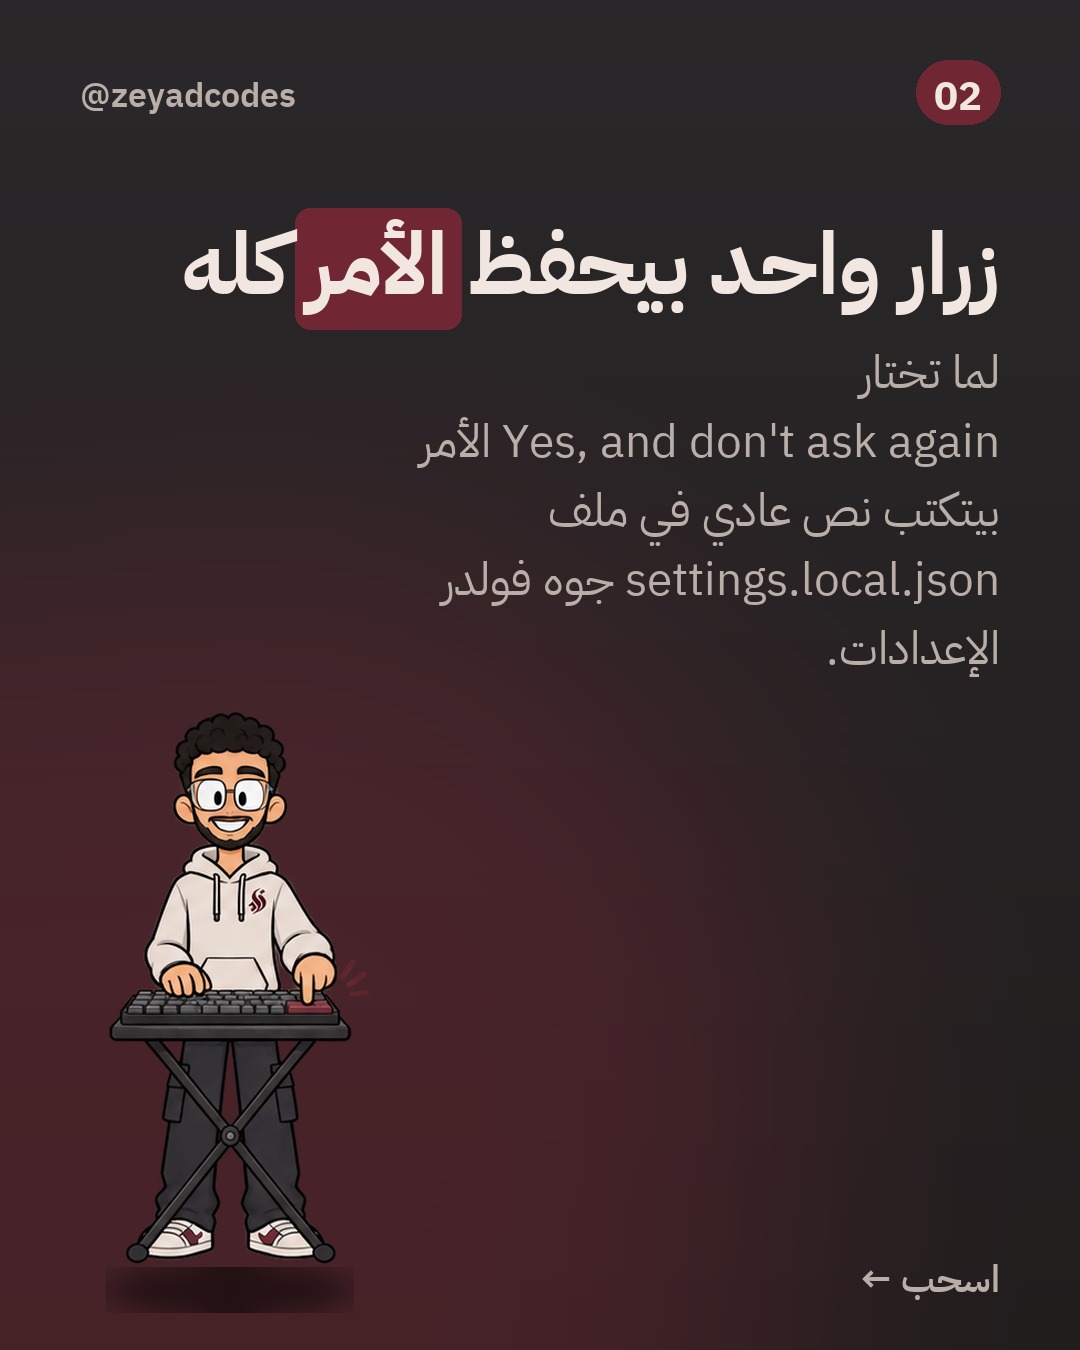 @zeyadcodes
02
زرار واحد بيحفظ الأمر كله
لما تختار
Yes, and don't ask again الأمر
بيتكتب نص عادي في ملف
settings.local.json جوه فولدر
الإعدادات.
اسحب ←